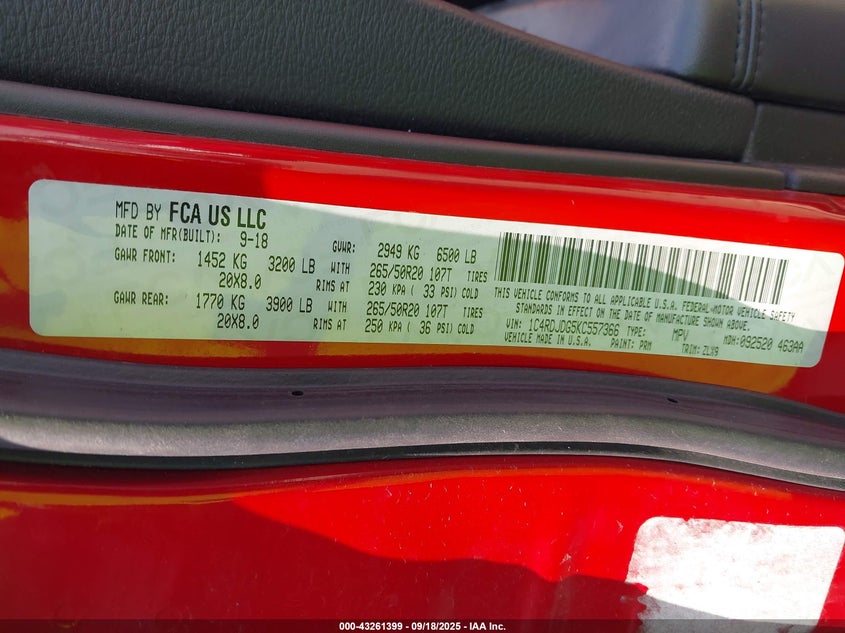 MFD BY FCA US LLC
DATE OF MFR(BUILT): 9-18 GVWR: 2949 KG 6500 LB
GAWR FRONT: 1452 KG 3200 LB WITH 265/50R20 107T TIRES
20X8.0 RIMS AT 230 KPA ( 33 PSI) COLD
GAWR REAR: 1770 KG 3900 LB WITH 265/50R20 107T TIRES
20X8.0 RIMS AT 250 KPA ( 36 PSI) COLD
THIS VEHICLE CONFORMS TO ALL APPLICABLE U.S.A. FEDERAL MOTOR VEHICLE SAFETY
STANDARDS IN EFFECT ON THE DATE OF MANUFACTURE SHOWN ABOVE.
VIN: 1C4RDJDG5KC557366 TYPE: MPV MDH: 092520 463AA
VEHICLE MADE IN U.S.A. PAINT: PRM TRIM: ZLX9
000-43261399 | 09/18/2025 | IAA Inc.